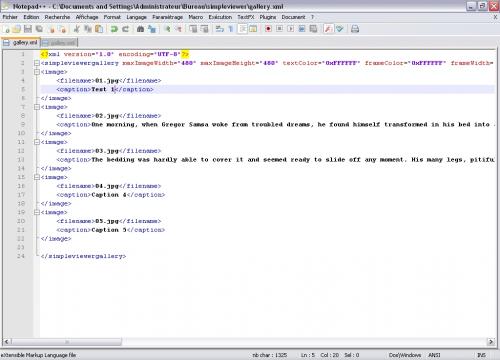 Notepad++ - C:\Documents and Settings\Administrateur\Bureau\simpleviewer\gallery.xml
Fichier Edition Recherche Affichage Format Langage Paramétrage Macro Exécution TextFX Plugins Document ?
X
gallery.xml gallery.xml
1 <?xml version="1.0" encoding="UTF-8"?>
2 <simpleviewergallery maxImageWidth="480" maxImageHeight="480" textColor="0xFFFFFF" frameColor="0xFFFFFF" frameWidth=
3 <image>
4 <filename>01.jpg</filename>
5 <caption>Test 1</caption>
6 </image>
7 <image>
8 <filename>02.jpg</filename>
9 <caption>One morning, when Gregor Samsa woke from troubled dreams, he found himself transformed in his bed into
10 </image>
11 <image>
12 <filename>03.jpg</filename>
13 <caption>The bedding was hardly able to cover it and seemed ready to slide off any moment. His many legs, pitifu
14 </image>
15 <image>
16 <filename>04.jpg</filename>
17 <caption>Caption 4</caption>
18 </image>
19 <image>
20 <filename>05.jpg</filename>
21 <caption>Caption 5</caption>
22 </image>
23
24 </simpleviewergallery>
eXtensible Markup Language file nb char : 1325 Ln : 5 Col : 20 Sel : 0 Dos\Windows ANSI INS